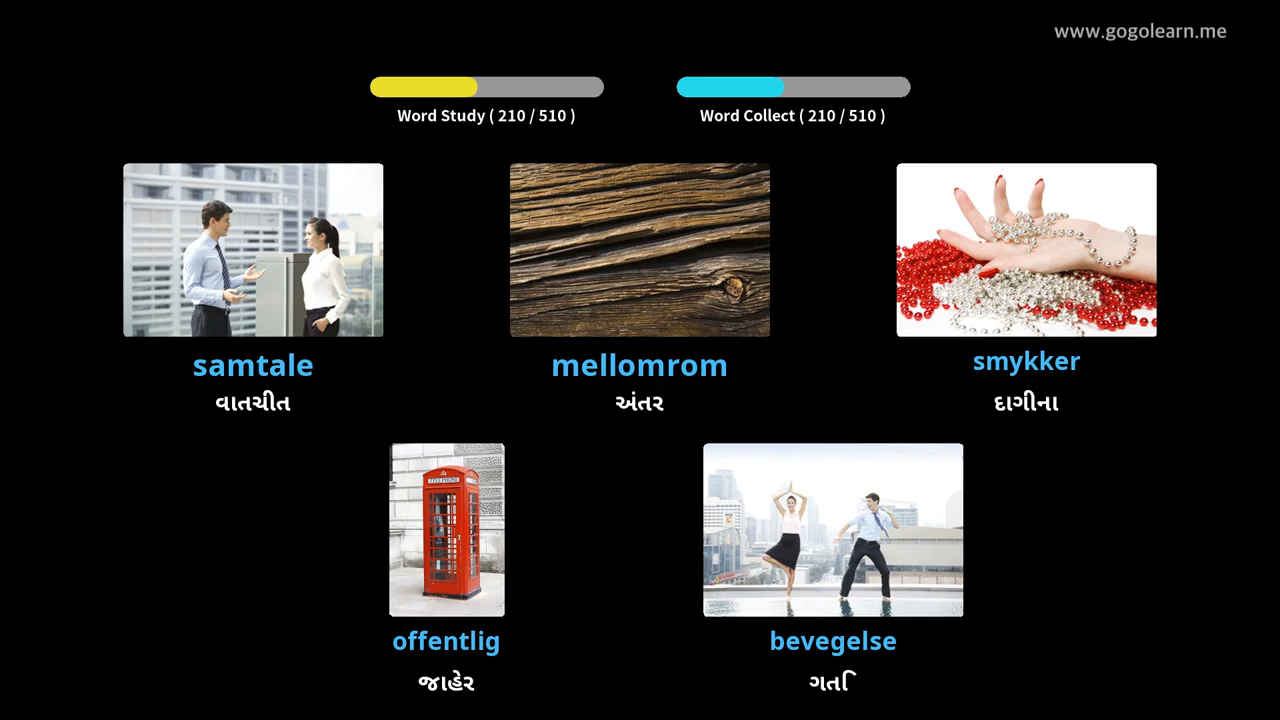 www.gogolearn.me
Word Study ( 210 / 510 )
Word Collect ( 210 / 510 )
TELEPHONE
samtale
mellomrom
smykker
વાતચીત
અંતર
દાગીના
offentlig
bevegelse
જાહેર
ગતિ